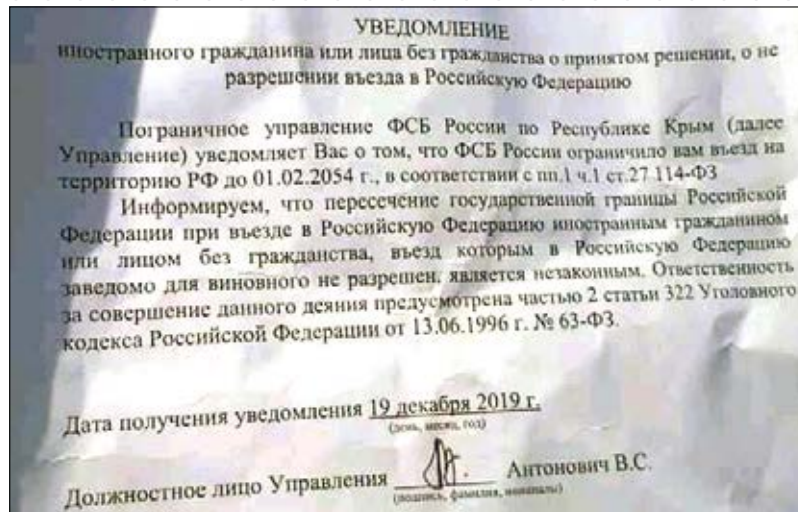 УВЕДОМЛЕНИЕ
иностранного гражданина или лица без гражданства о принятом решении, о не
разрешении въезда в Российскую Федерацию
Пограничное управление ФСБ России по Республике Крым (далее
Управление) уведомляет Вас о том, что ФСБ России ограничило вам въезд на
территорию РФ до 01.02.2054 г., в соответствии с пп.1 ч.1 ст.27 114-ФЗ
Информируем, что пересечение государственной границы Российской
Федерации при въезде в Российскую Федерацию иностранным гражданином
или лицом без гражданства, въезд которым в Российскую Федерацию
заведомо для виновного не разрешен, является незаконным. Ответственность
за совершение данного деяния предусмотрена частью 2 статьи 322 Уголовного
кодекса Российской Федерации от 13.06.1996 г. № 63-ФЗ.
Дата получения уведомления 19 декабря 2019 г.
(день, месяц, год)
Должностное лицо Управления Антонович В.С.
(подпись, фамилия, инициалы)